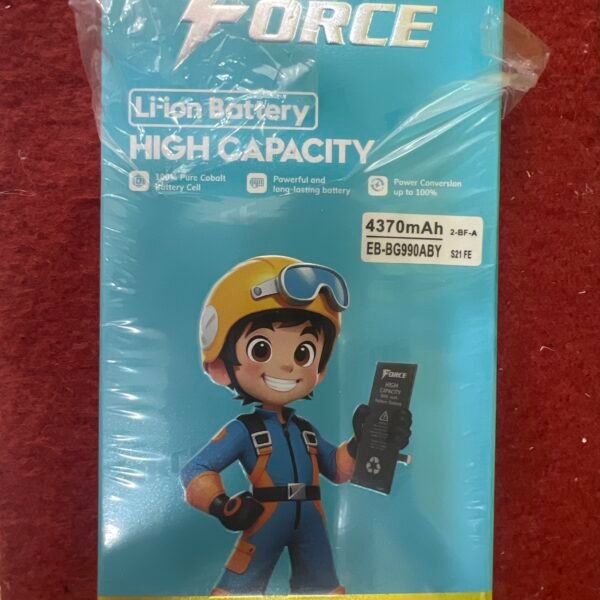 FORCE
Li-ion Battery
HIGH CAPACITY
100% Pure Cobalt
Battery Cell
Powerful and
long-lasting battery
Power Conversion
up to 100%
4370mAh 2-BF-A
EB-BG990ABY S21 FE
FORCE
HIGH
CAPACITY